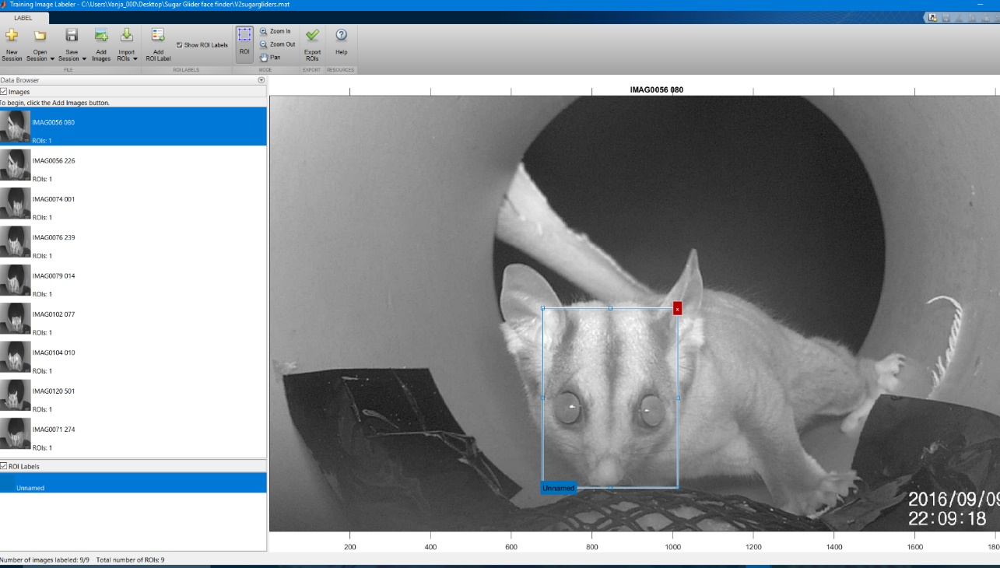 Training Image Labeler - C:\Users\Vanja_000\Desktop\Sugar Glider face finder\V2sugargliders.mat
LABEL
New Session
Open Session
Save Session
Add Images
Import ROIs
Add ROI Label
Show ROI Labels
ROI
Zoom In
Zoom Out
Pan
Export ROIs
Help
FILE
ROI LABELS
MODE
EXPORT
RESOURCES
Data Browser
Images
To begin, click the Add Images button.
IMAG0056 080
ROIs: 1
IMAG0056 226
ROIs: 1
IMAG0074 001
ROIs: 1
IMAG0076 239
ROIs: 1
IMAG0079 014
ROIs: 1
IMAG0102 077
ROIs: 1
IMAG0104 010
ROIs: 1
IMAG0120 501
ROIs: 1
IMAG0071 274
ROIs: 1
ROI Labels
Unnamed
Number of images labeled: 9/9 Total number of ROIs: 9
IMAG0056 080
x
Unnamed
2016/09/09
22:09:18
200 400 600 800 1000 1200 1400 1600 180